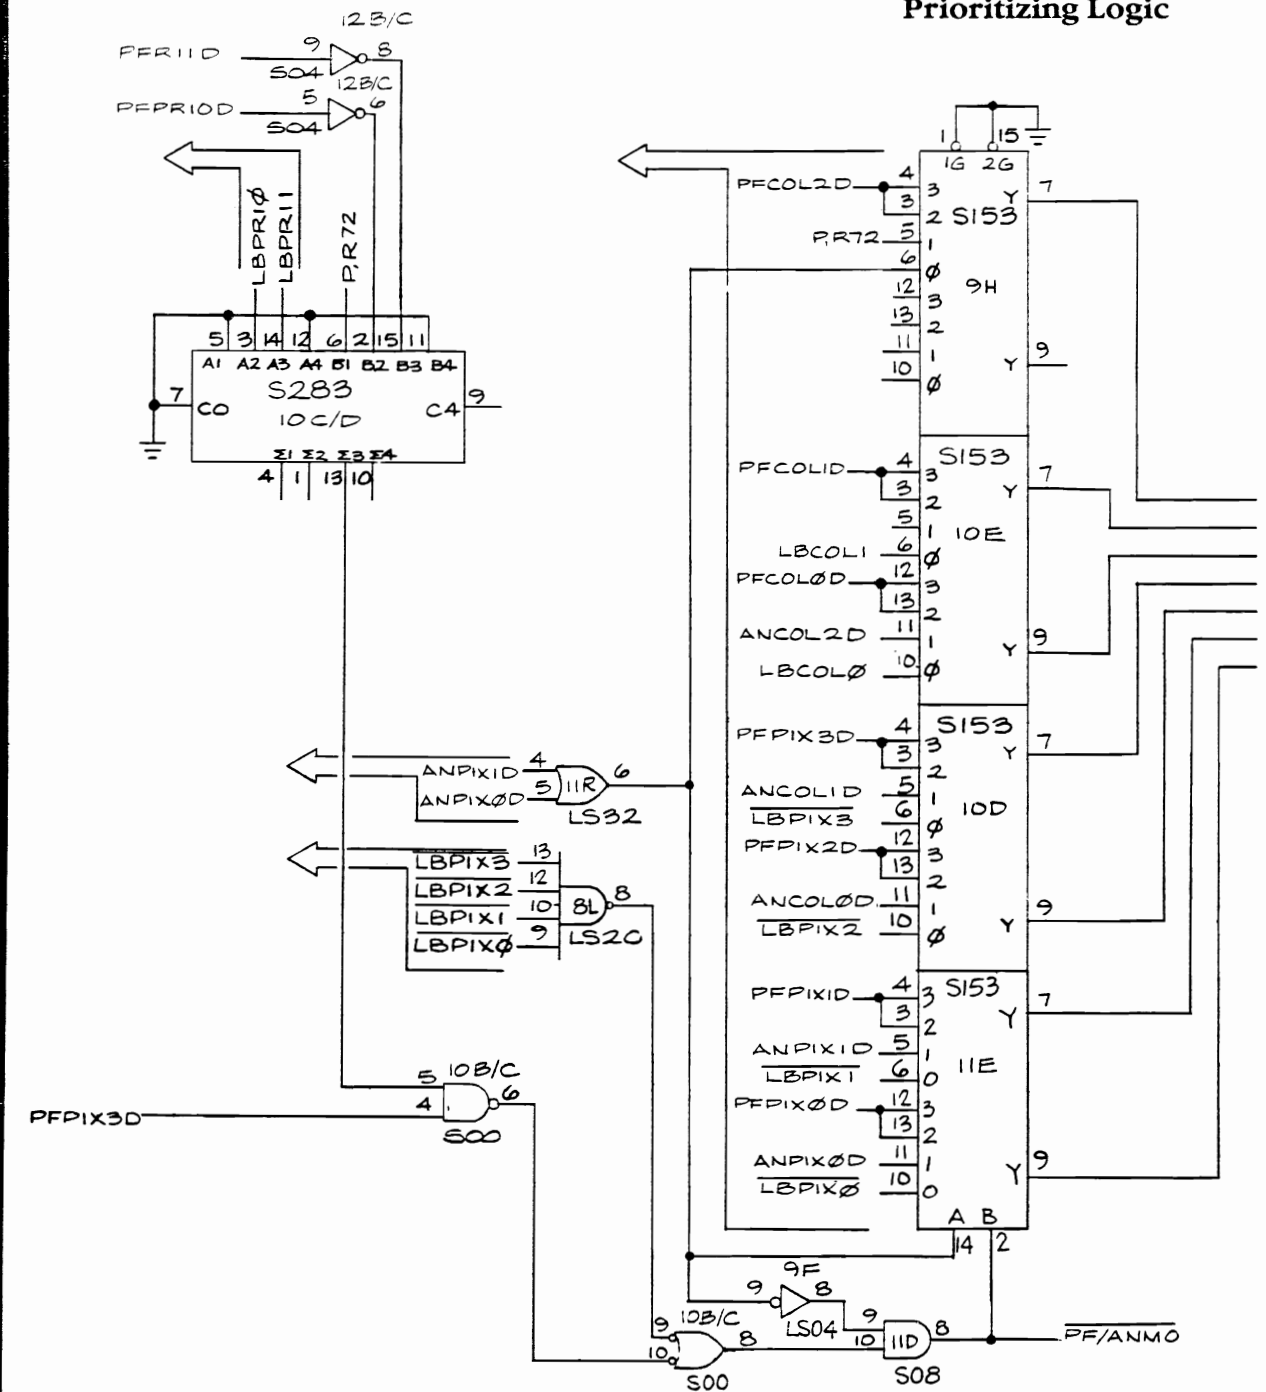 Prioritizing Logic
12B/C
PFR11D 9 8
S04
12B/C
PFPR10D 5 6
S04
LBPR1Ø
LBPR11
P,R72
5 3 14 12 6 2 15 11
A1 A2 A3 A4 B1 B2 B3 B4
S283
7 C0 10C/D C4 9
Σ1 Σ2 Σ3 Σ4
4 1 13 10
1 15
1G 2G
PFCOL2D 4 3 Y 7
3 2 S153
P,R72 5 1
6 Ø
12 3 9H
13 2
11 1
10 Ø Y 9
S153
PFCOL1D 4 3 Y 7
3 2
5 1 10E
LBCOL1 6 Ø
PFCOLØD 12 3
13 2
ANCOL2D 11 1 Y 9
LBCOLØ 10 Ø
S153
PFPIX3D 4 3 Y 7
3 2
ANCOL1D 5 1 10D
LBPIX3 6 Ø
PFPIX2D 12 3
13 2
ANCOLØD 11 1 Y 9
LBPIX2 10 Ø
S153
PFPIX1D 4 3 Y 7
3 2
ANPIX1D 5 1 11E
LBPIX1 6 0
PFPIXØD 12 3
13 2
ANPIXØD 11 1 Y 9
LBPIXØ 10 0
A B
14 2
ANPIX1D 4 11R 6
ANPIXØD 5
LS32
LBPIX3 13
LBPIX2 12 8L 8
LBPIX1 10
LBPIXØ 9
LS20
10B/C
5 6
PFPIX3D 4
S00
9F
9 8
LS04
10B/C
9 8
10
S00
9 11D 8
10
S08
PF/ANMO